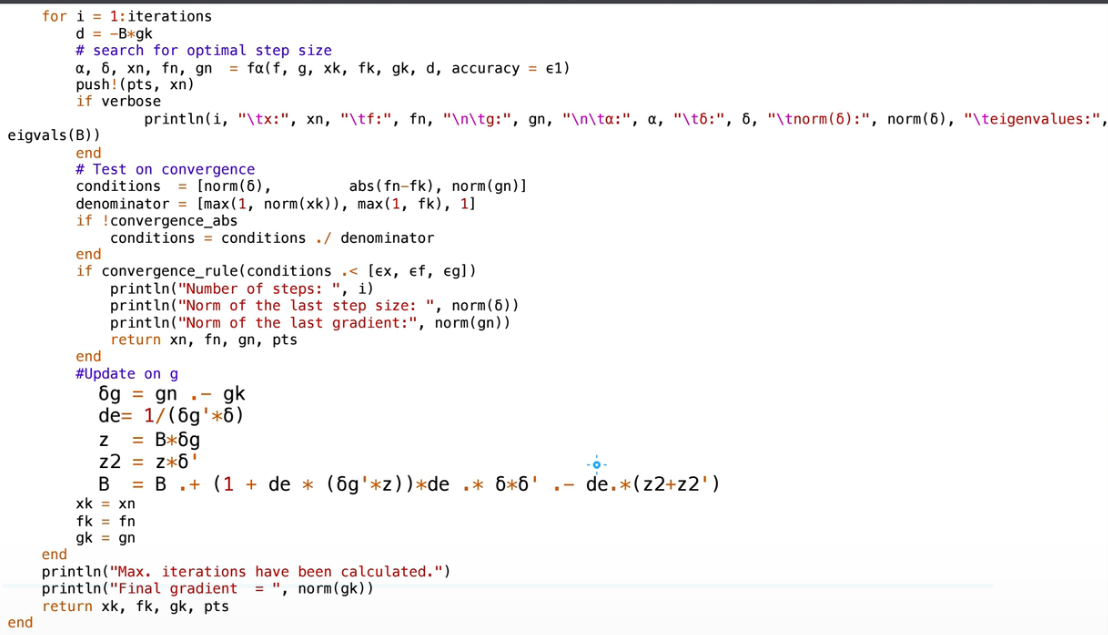 for i = 1:iterations
d = -B*gk
# search for optimal step size
α, δ, xn, fn, gn  = fα(f, g, xk, fk, gk, d, accuracy = ϵ1)
push!(pts, xn)
if verbose
println(i, "\tx:", xn, "\tf:", fn, "\n\tg:", gn, "\n\tα:", α, "\tδ:", δ, "\tnorm(δ):", norm(δ), "\teigenvalues:",
eigvals(B))
end
# Test on convergence
conditions  = [norm(δ),         abs(fn-fk), norm(gn)]
denominator = [max(1, norm(xk)), max(1, fk), 1]
if !convergence_abs
conditions = conditions ./ denominator
end
if convergence_rule(conditions .< [ϵx, ϵf, ϵg])
println("Number of steps: ", i)
println("Norm of the last step size: ", norm(δ))
println("Norm of the last gradient:", norm(gn))
return xn, fn, gn, pts
end
#Update on g
δg = gn .- gk
de= 1/(δg'*δ)
z  = B*δg
z2 = z*δ'
B  = B .+ (1 + de * (δg'*z))*de .* δ*δ' .- de.*(z2+z2')
xk = xn
fk = fn
gk = gn
end
println("Max. iterations have been calculated.")
println("Final gradient  = ", norm(gk))
return xk, fk, gk, pts
end